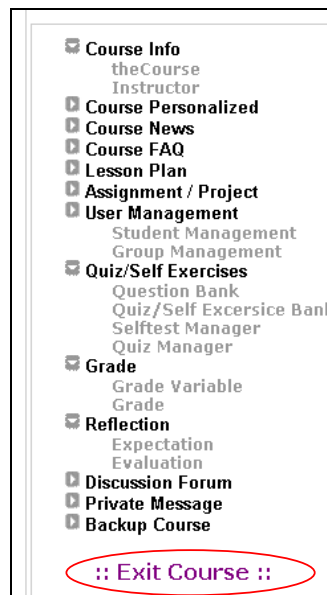 Course Info
theCourse
Instructor
Course Personalized
Course News
Course FAQ
Lesson Plan
Assignment / Project
User Management
Student Management
Group Management
Quiz/Self Exercises
Question Bank
Quiz/Self Excersice Bank
Selftest Manager
Quiz Manager
Grade
Grade Variable
Grade
Reflection
Expectation
Evaluation
Discussion Forum
Private Message
Backup Course
:: Exit Course ::